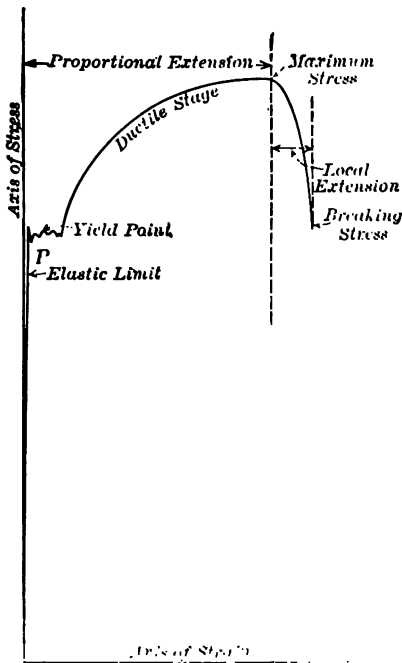 Proportional Extension
Maximum
Stress
Ductile Stage
Axis of Stress
Local
Extension
Breaking
Stress
Yield Point
P
Elastic Limit
Axis of Strain